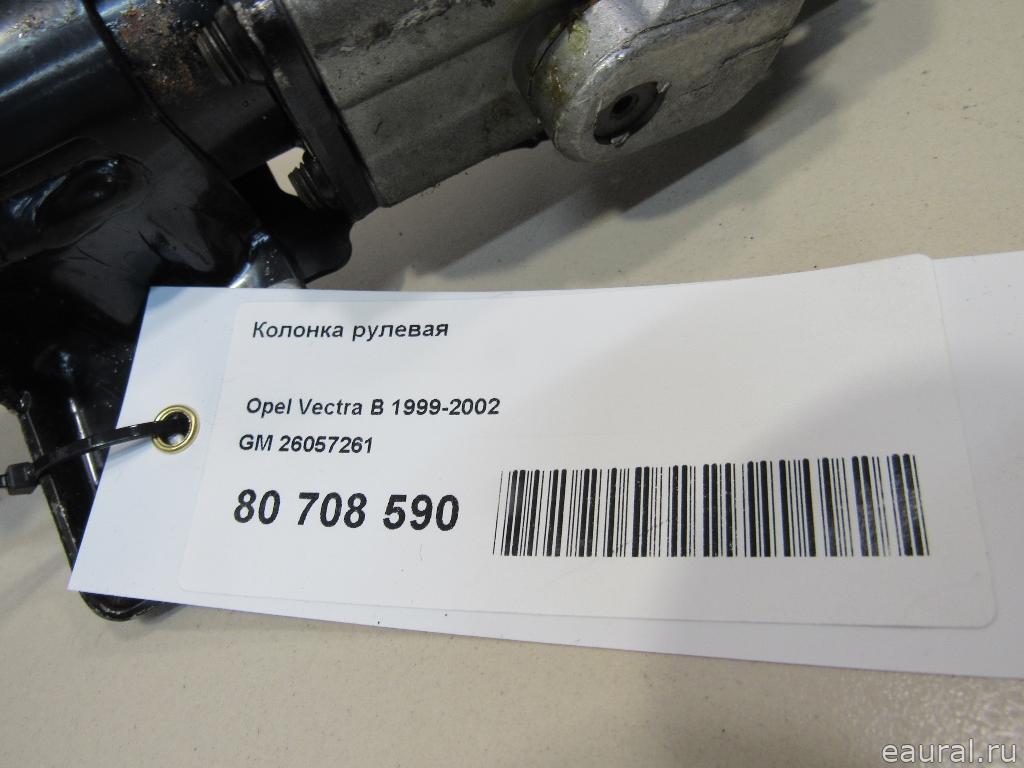 Колонка рулевая
Opel Vectra B 1999-2002
GM 26057261
80 708 590
eaural.ru